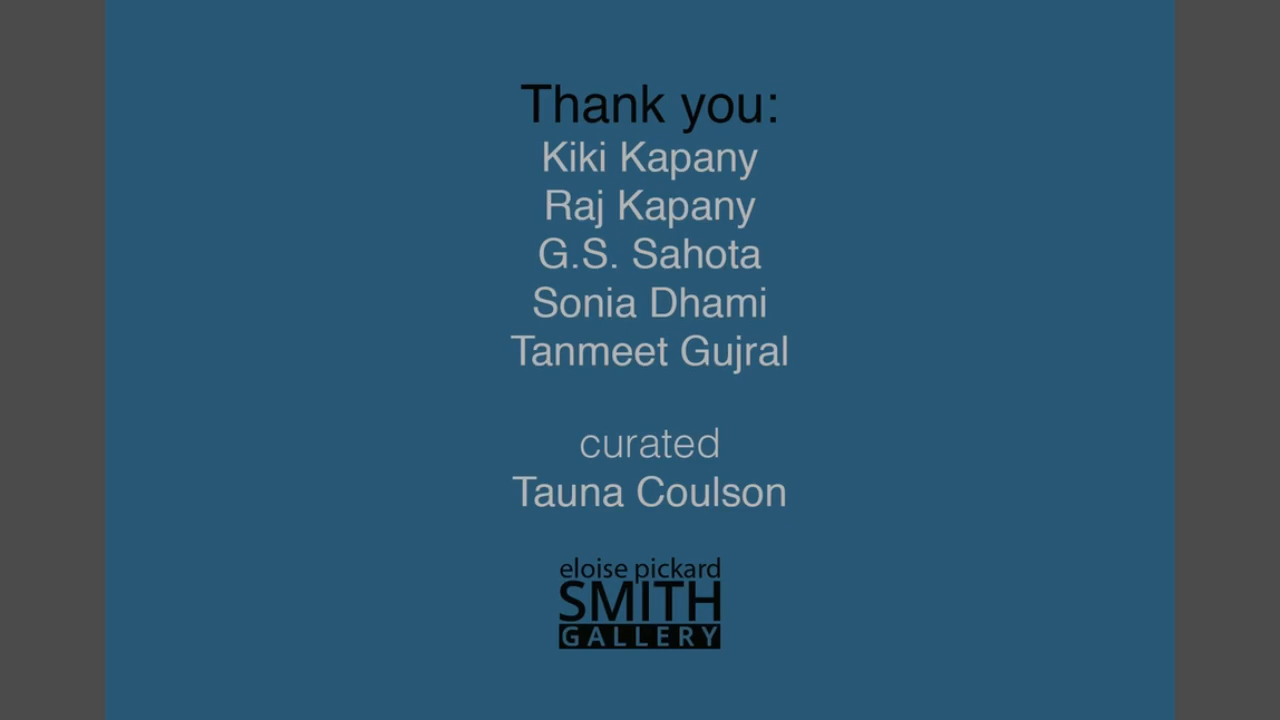 Thank you:
Kiki Kapany
Raj Kapany
G.S. Sahota
Sonia Dhami
Tanmeet Gujral
curated
Tauna Coulson
eloise pickard
SMITH
GALLERY